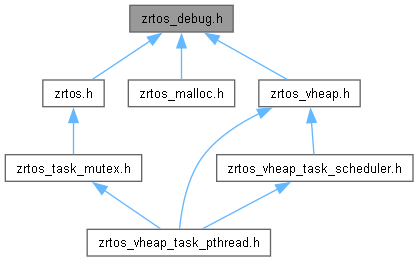 zrtos_debug.h
zrtos.h
zrtos_malloc.h
zrtos_vheap.h
zrtos_task_mutex.h
zrtos_vheap_task_scheduler.h
zrtos_vheap_task_pthread.h